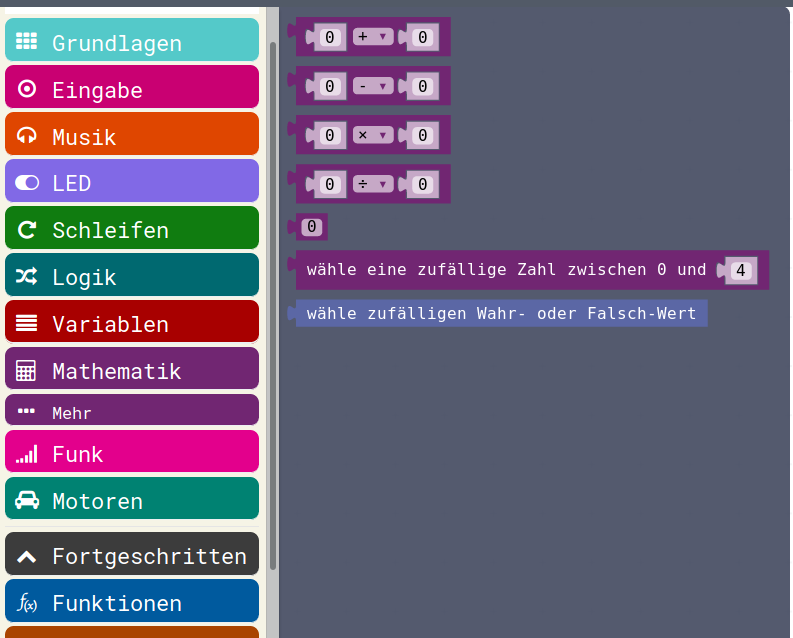 Grundlagen
Eingabe
Musik
LED
Schleifen
Logik
Variablen
Mathematik
Mehr
Funk
Motoren
Fortgeschritten
Funktionen
0 + 0
0 - 0
0 × 0
0 ÷ 0
0
wähle eine zufällige Zahl zwischen 0 und 4
wähle zufälligen Wahr- oder Falsch-Wert